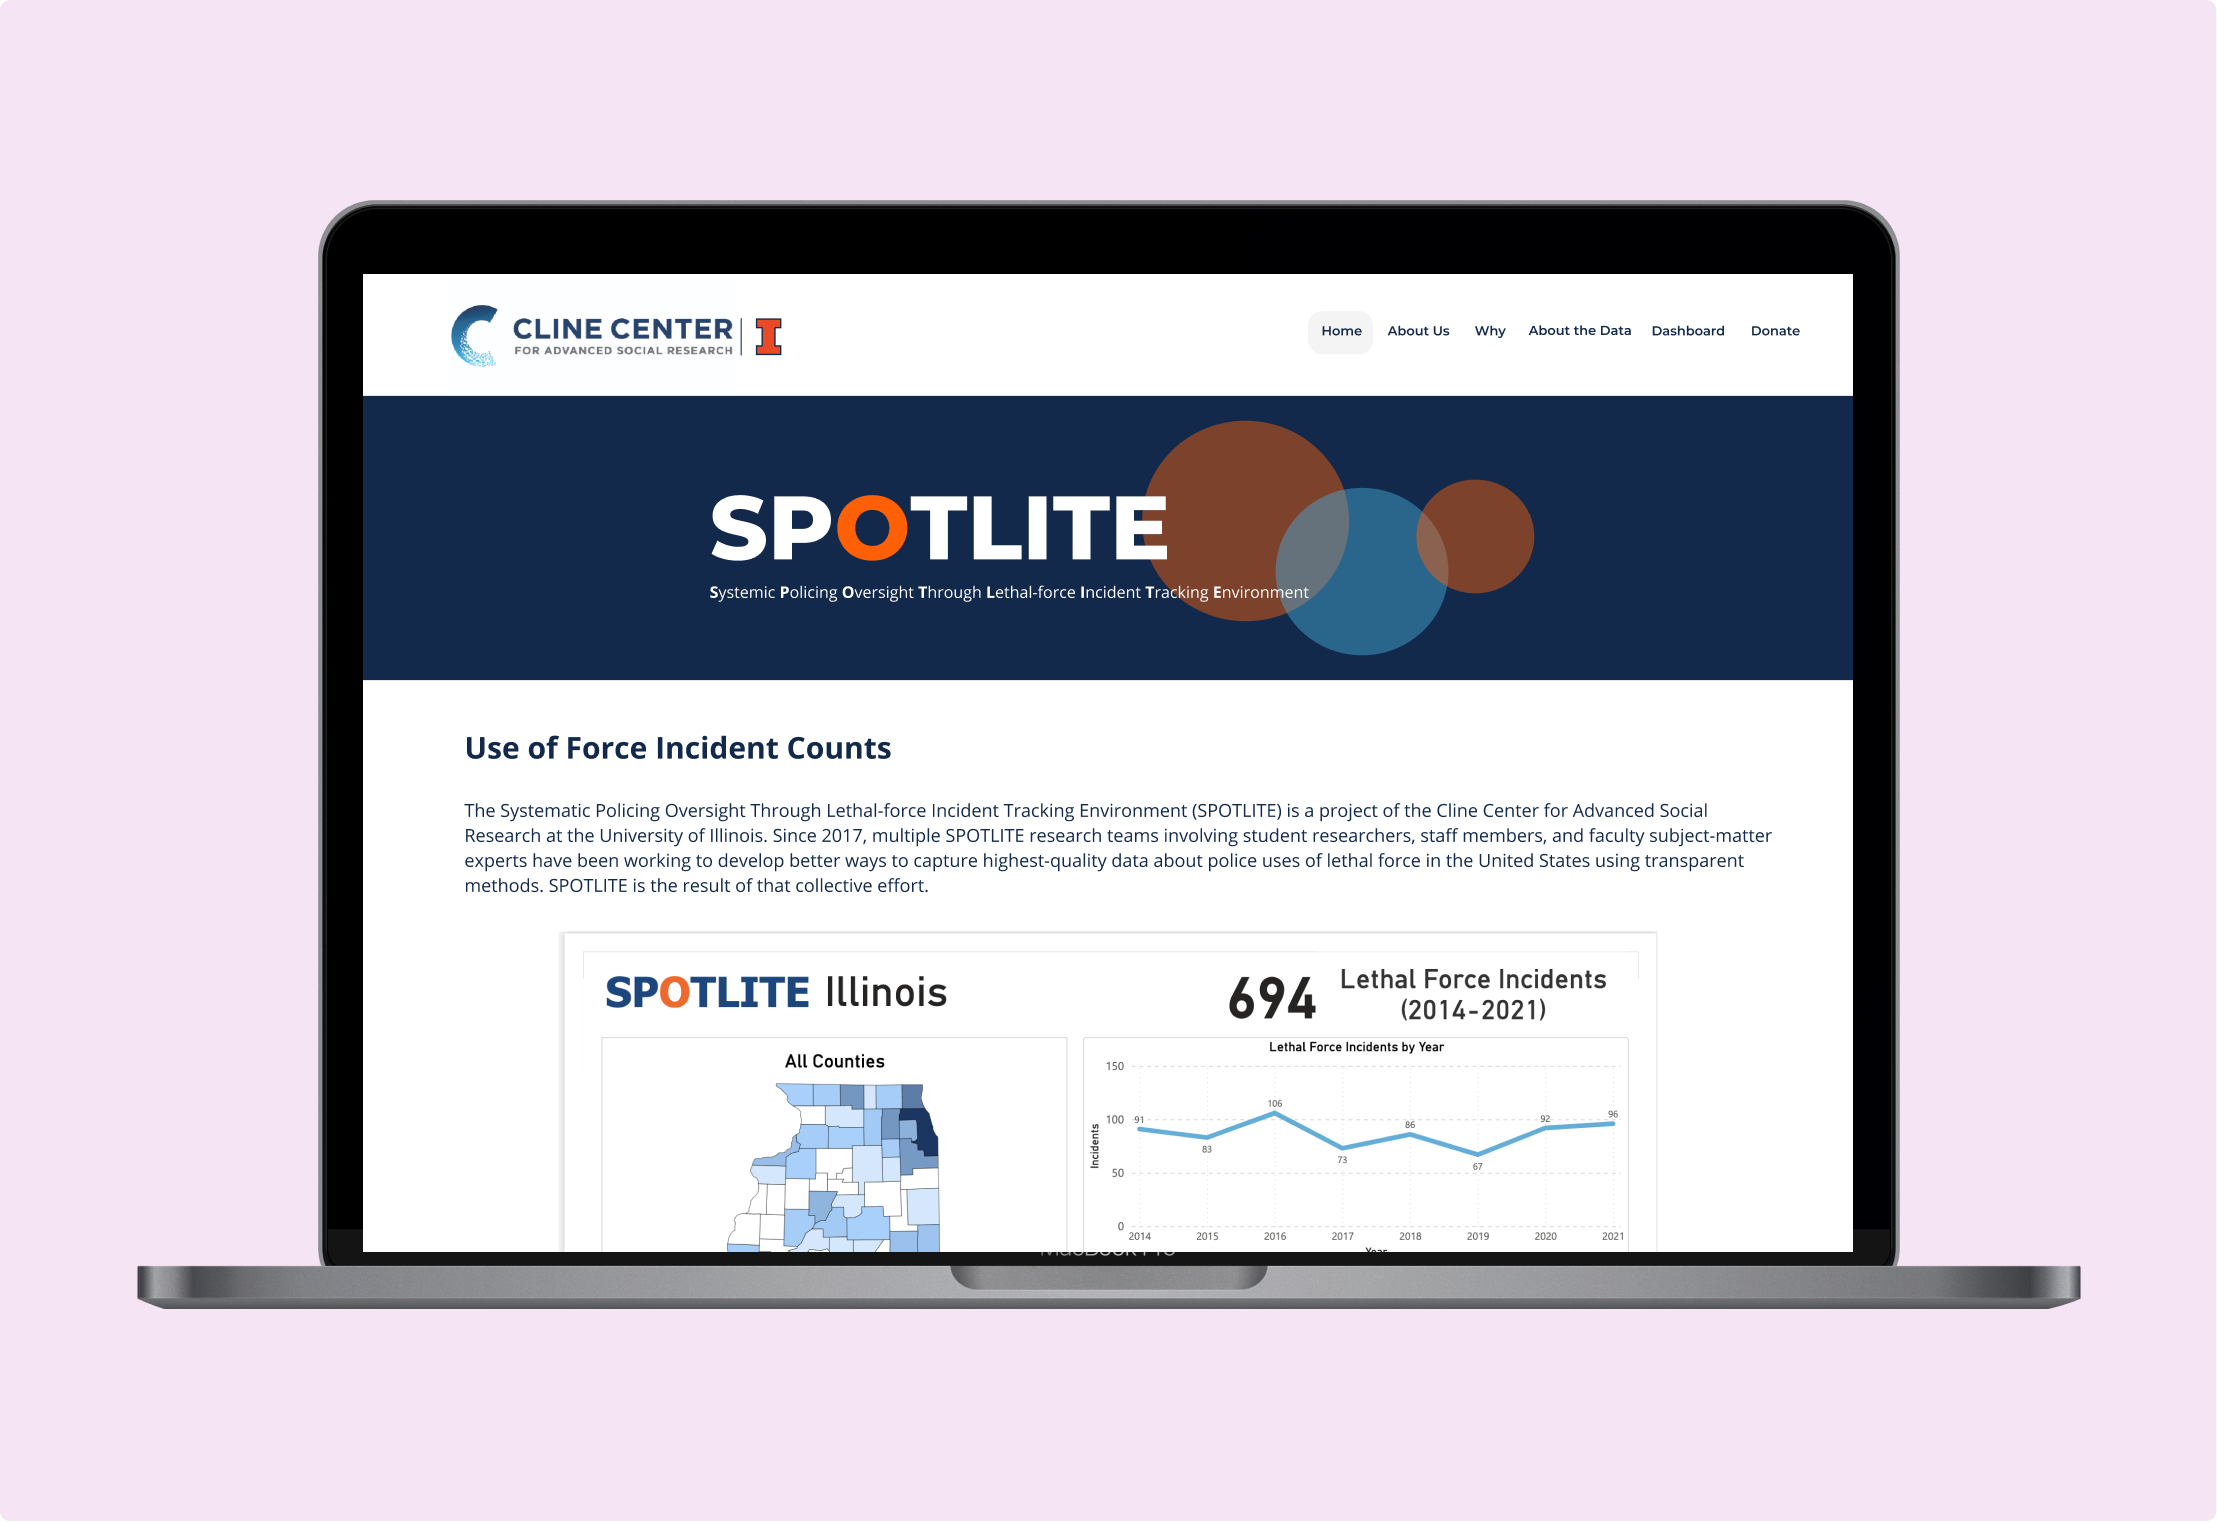 CLINE CENTER
FOR ADVANCED SOCIAL RESEARCH
Home About Us Why About the Data Dashboard Donate
SPOTLITE
Systemic Policing Oversight Through Lethal-force Incident Tracking Environment
Use of Force Incident Counts
The Systematic Policing Oversight Through Lethal-force Incident Tracking Environment (SPOTLITE) is a project of the Cline Center for Advanced Social
Research at the University of Illinois. Since 2017, multiple SPOTLITE research teams involving student researchers, staff members, and faculty subject-matter
experts have been working to develop better ways to capture highest-quality data about police uses of lethal force in the United States using transparent
methods. SPOTLITE is the result of that collective effort.
SPOTLITE Illinois
694
Lethal Force Incidents
(2014-2021)
All Counties
Lethal Force Incidents by Year
150
100
50
0
Incidents
91
83
106
73
86
67
92
96
2014 2015 2016 2017 2018 2019 2020 2021
Year
MacBook Pro